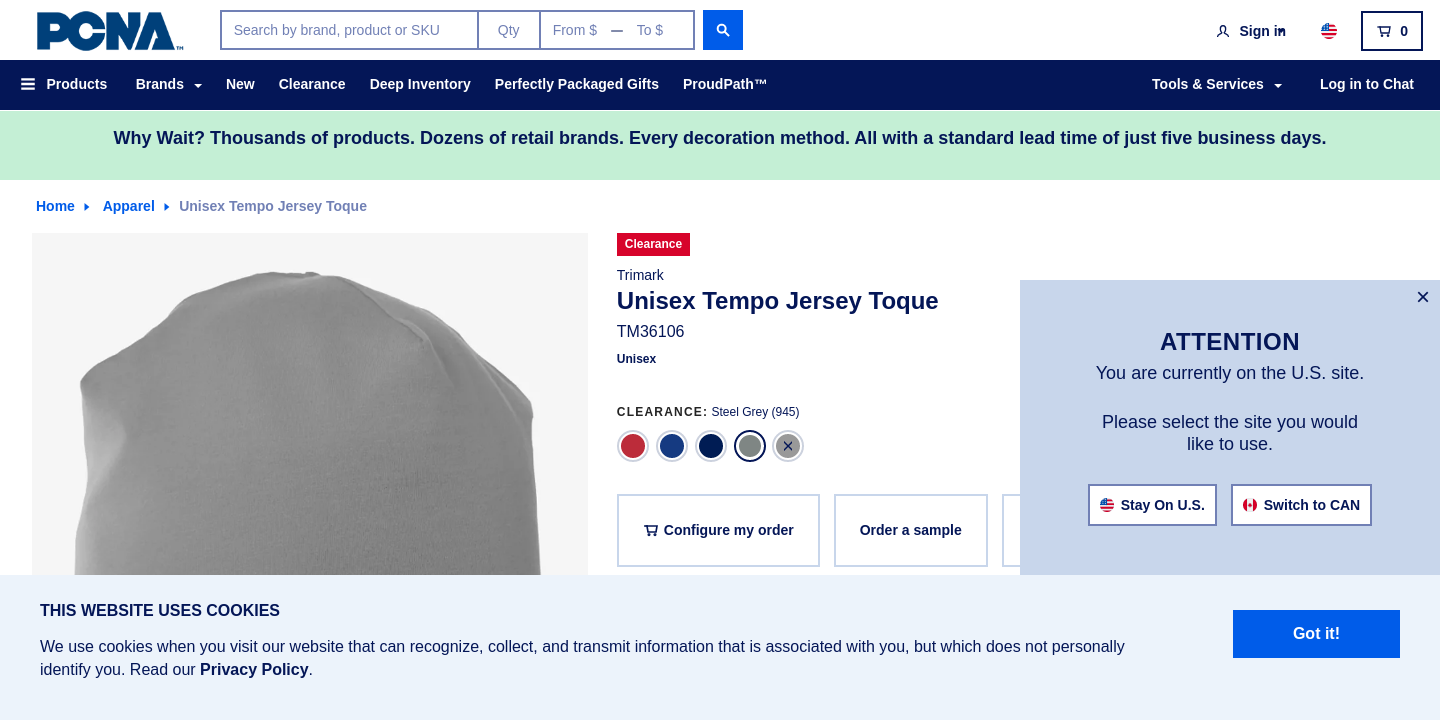 PCNA™
Search by brand, product or SKU
Qty
From $ — To $
Sign in
0
Products
Brands
New
Clearance
Deep Inventory
Perfectly Packaged Gifts
ProudPath™
Tools & Services
Log in to Chat
Why Wait? Thousands of products. Dozens of retail brands. Every decoration method. All with a standard lead time of just five business days.
Home
Apparel
Unisex Tempo Jersey Toque
Clearance
Trimark
Unisex Tempo Jersey Toque
TM36106
Unisex
CLEARANCE: Steel Grey (945)
Configure my order
Order a sample
ATTENTION
You are currently on the U.S. site.
Please select the site you would
like to use.
Stay On U.S.
Switch to CAN
THIS WEBSITE USES COOKIES
We use cookies when you visit our website that can recognize, collect, and transmit information that is associated with you, but which does not personally
identify you. Read our Privacy Policy.
Got it!